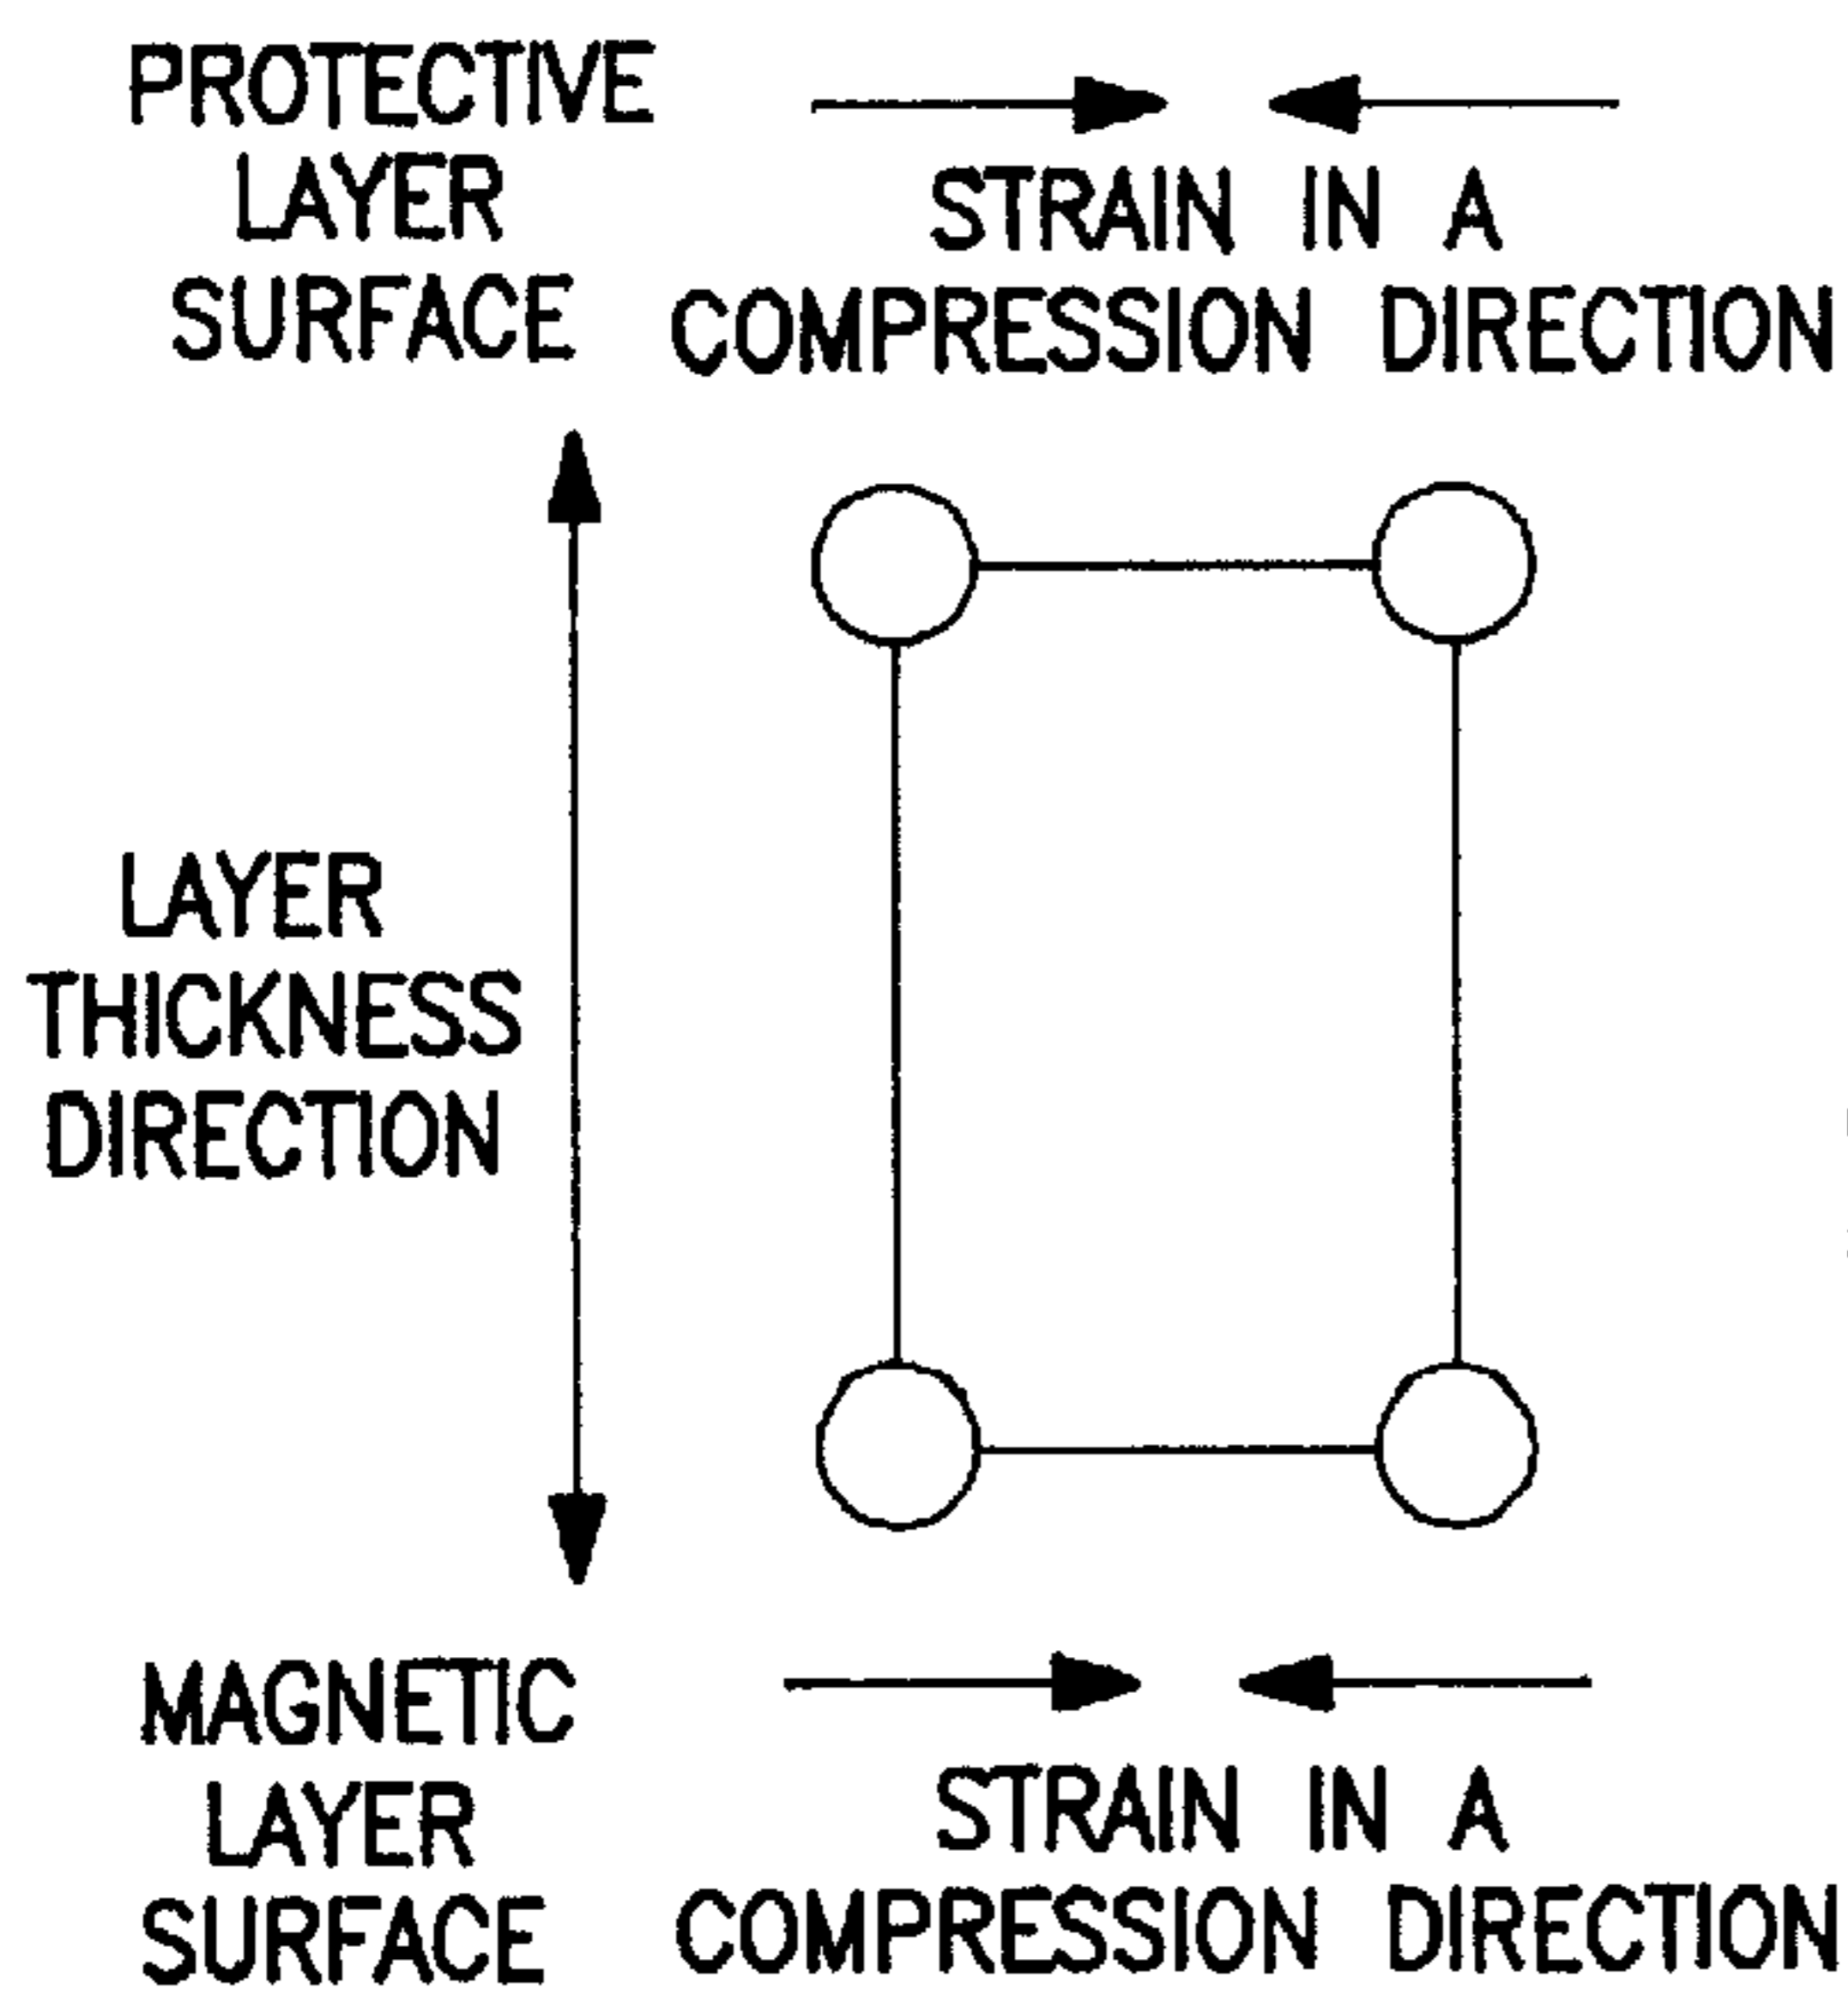 PROTECTIVE
LAYER
SURFACE
STRAIN IN A
COMPRESSION DIRECTION
LAYER
THICKNESS
DIRECTION
MAGNETIC
LAYER
SURFACE
STRAIN IN A
COMPRESSION DIRECTION